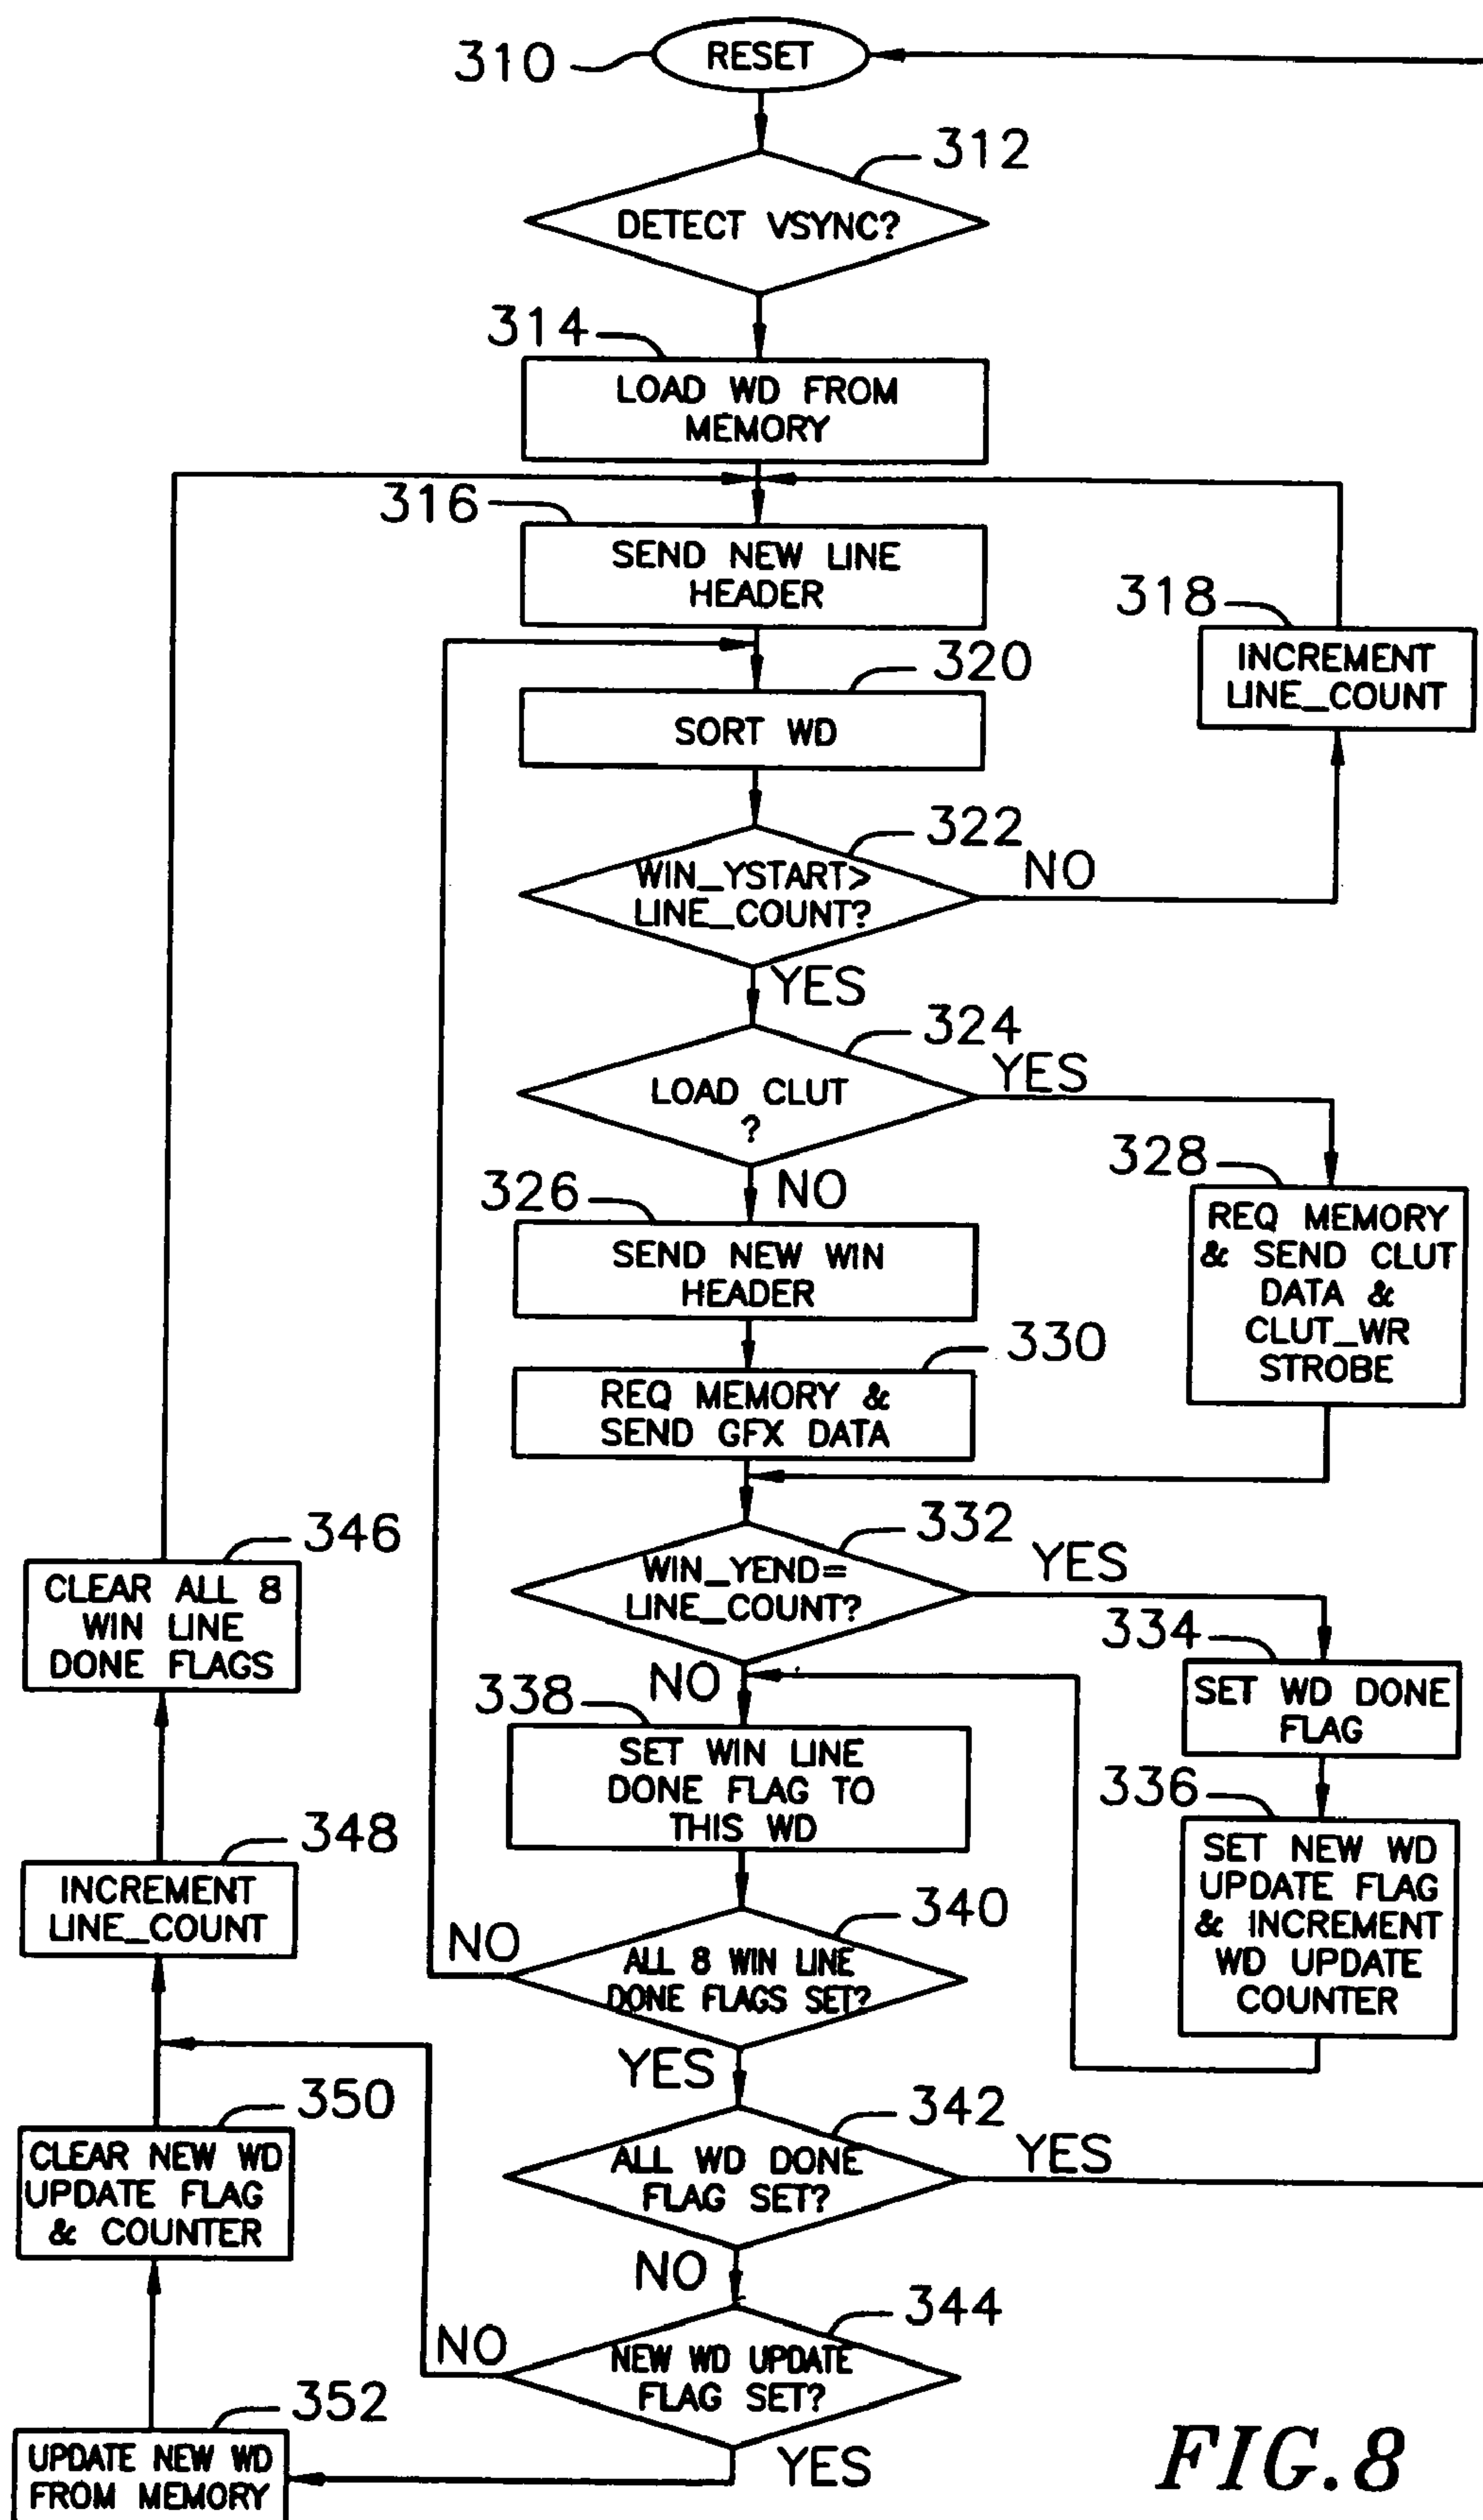 310
RESET
312
DETECT VSYNC?
314
LOAD WD FROM
MEMORY
316
SEND NEW LINE
HEADER
318
INCREMENT
LINE_COUNT
320
SORT WD
322
WIN_YSTART>
LINE_COUNT?
NO
YES
324
LOAD CLUT
?
YES
NO
326
SEND NEW WIN
HEADER
328
REQ MEMORY
& SEND CLUT
DATA &
CLUT_WR
STROBE
330
REQ MEMORY &
SEND GFX DATA
332
WIN_YEND=
LINE_COUNT?
YES
NO
334
SET WD DONE
FLAG
336
SET NEW WD
UPDATE FLAG
& INCREMENT
WD UPDATE
COUNTER
338
SET WIN LINE
DONE FLAG TO
THIS WD
340
ALL 8 WIN LINE
DONE FLAGS SET?
NO
YES
342
ALL WD DONE
FLAG SET?
YES
NO
344
NEW WD UPDATE
FLAG SET?
NO
YES
346
CLEAR ALL 8
WIN LINE
DONE FLAGS
348
INCREMENT
LINE_COUNT
350
CLEAR NEW WD
UPDATE FLAG
& COUNTER
352
UPDATE NEW WD
FROM MEMORY
FIG.8